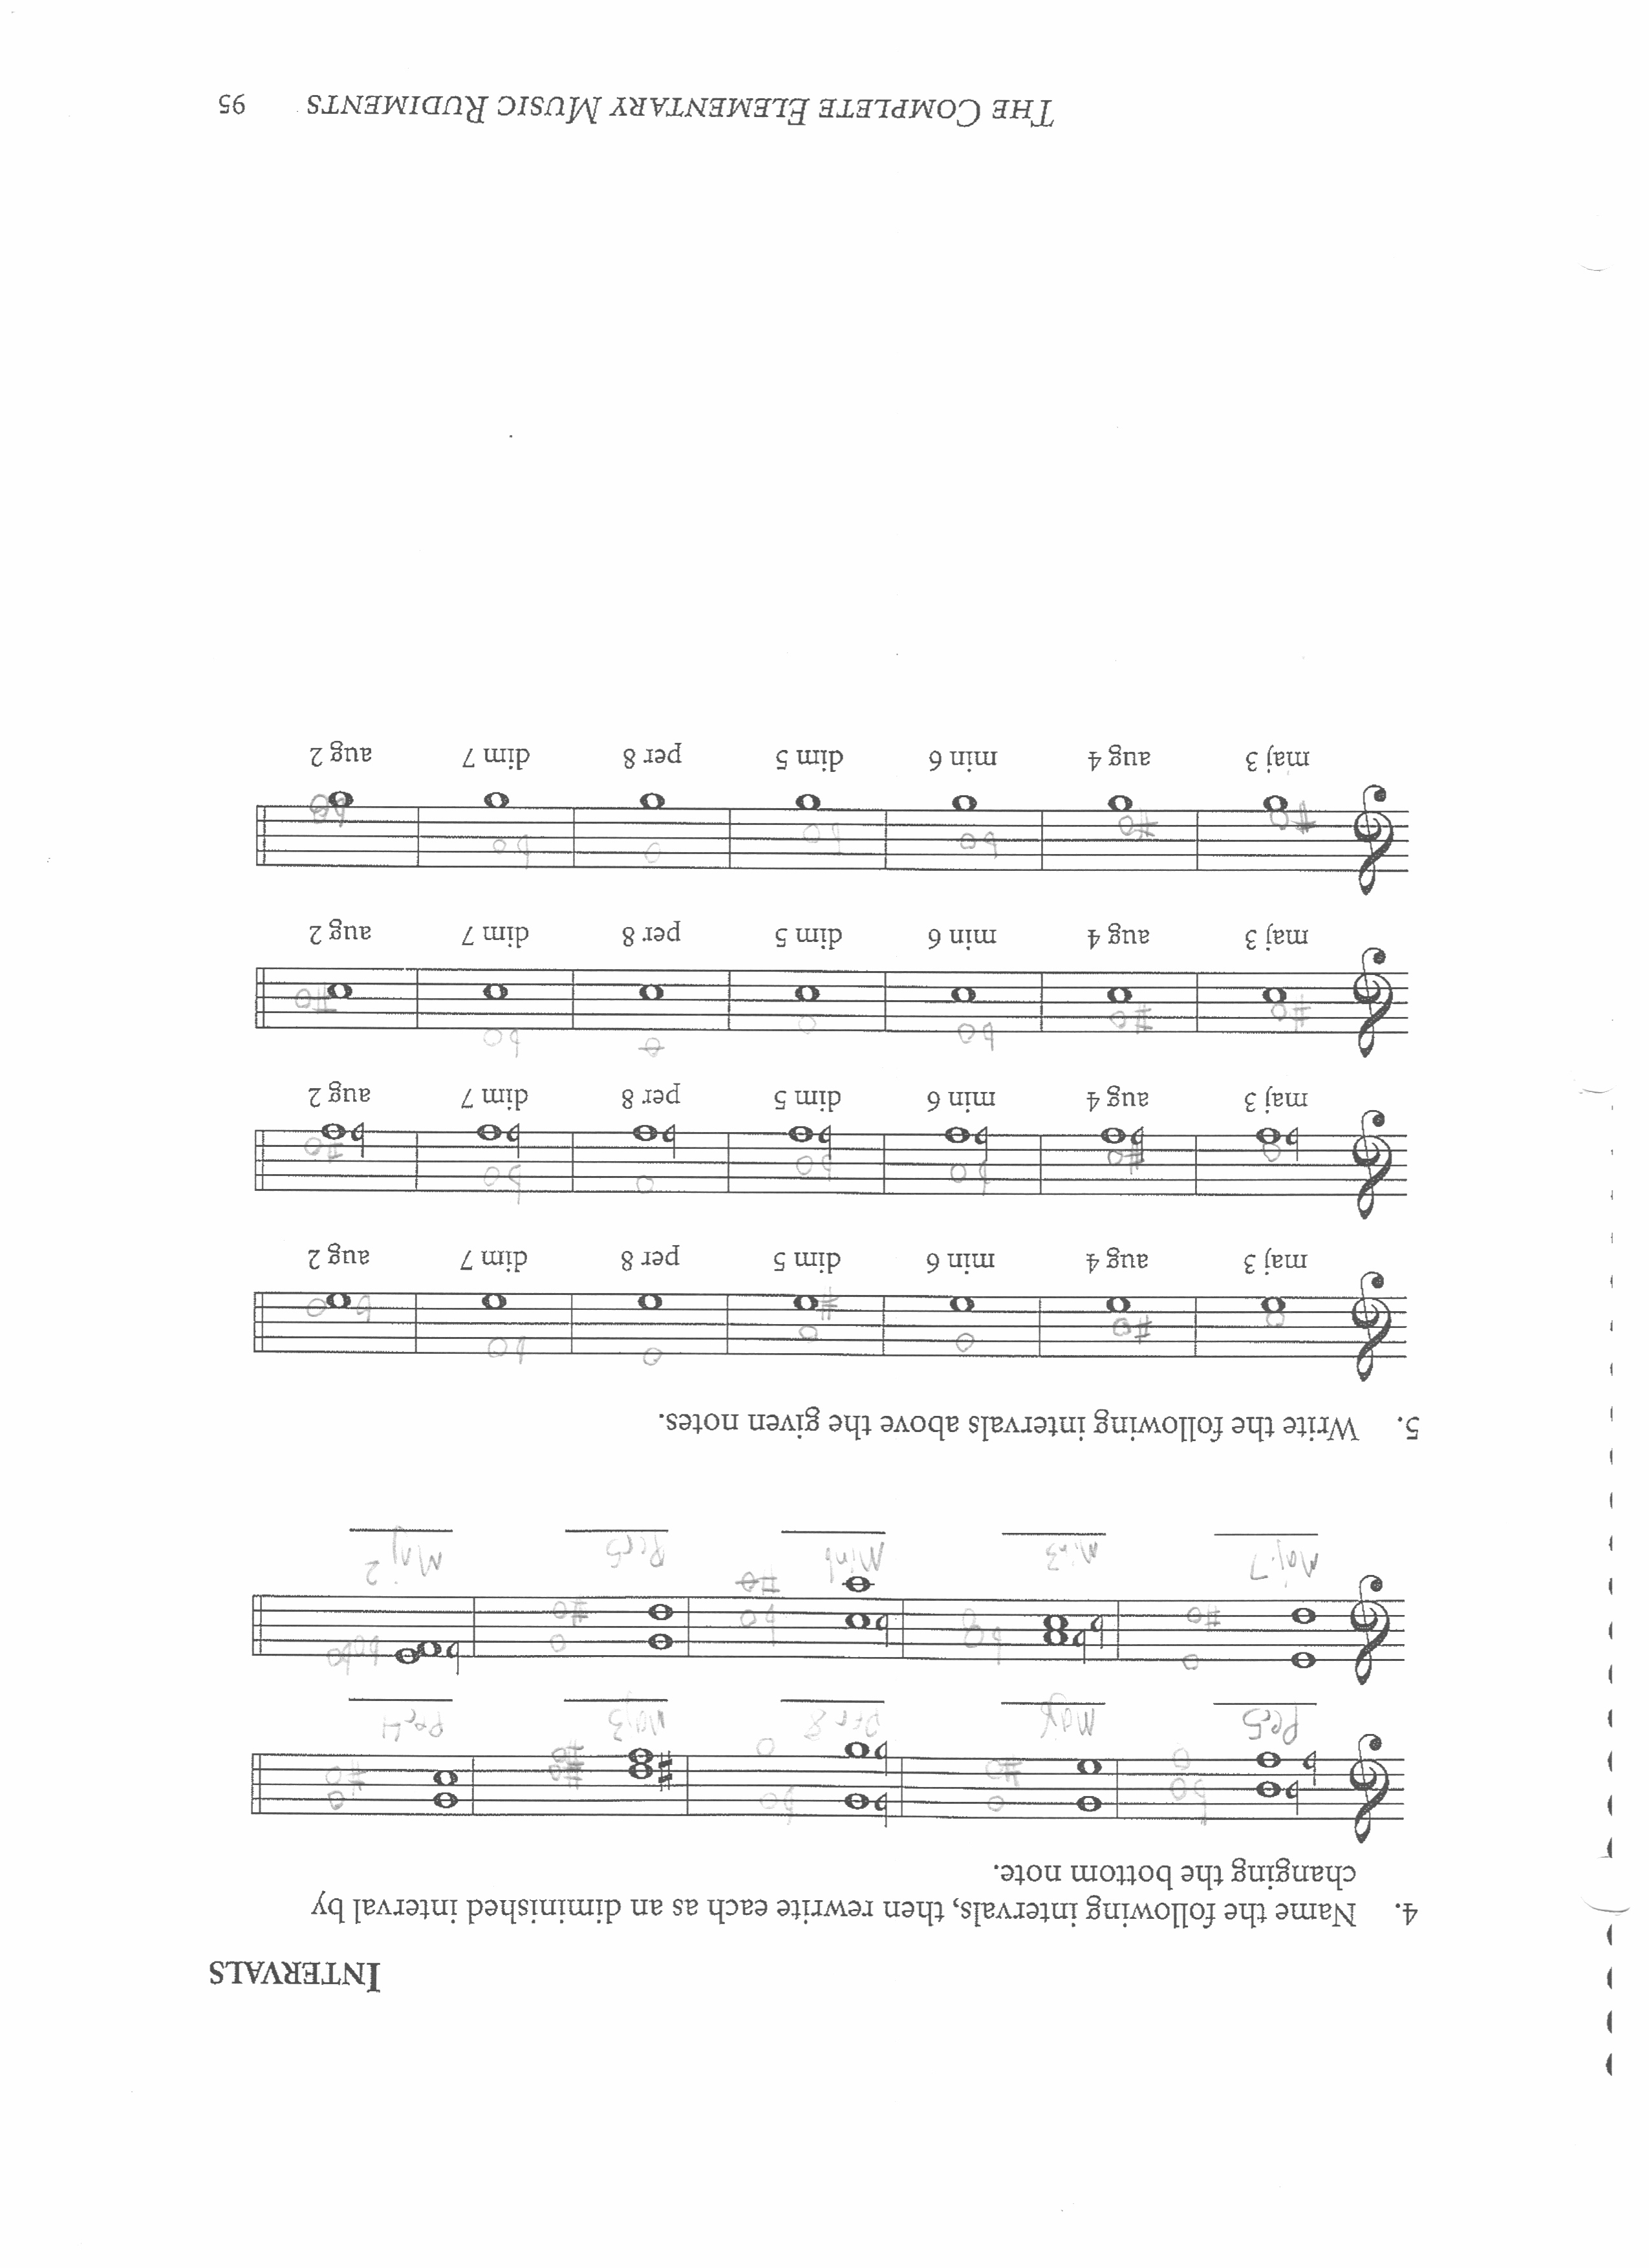 INTERVALS
4. Name the following intervals, then rewrite each as an diminished interval by
changing the bottom note.
Per5 Maj6 Per 8 Maj3 Per4
Maj.7 Min3 Min6 Per5 Maj 2
5. Write the following intervals above the given notes.
maj 3 aug 4 min 6 dim 5 per 8 dim 7 aug 2
maj 3 aug 4 min 6 dim 5 per 8 dim 7 aug 2
maj 3 aug 4 min 6 dim 5 per 8 dim 7 aug 2
maj 3 aug 4 min 6 dim 5 per 8 dim 7 aug 2
THE COMPLETE ELEMENTARY MUSIC RUDIMENTS 95